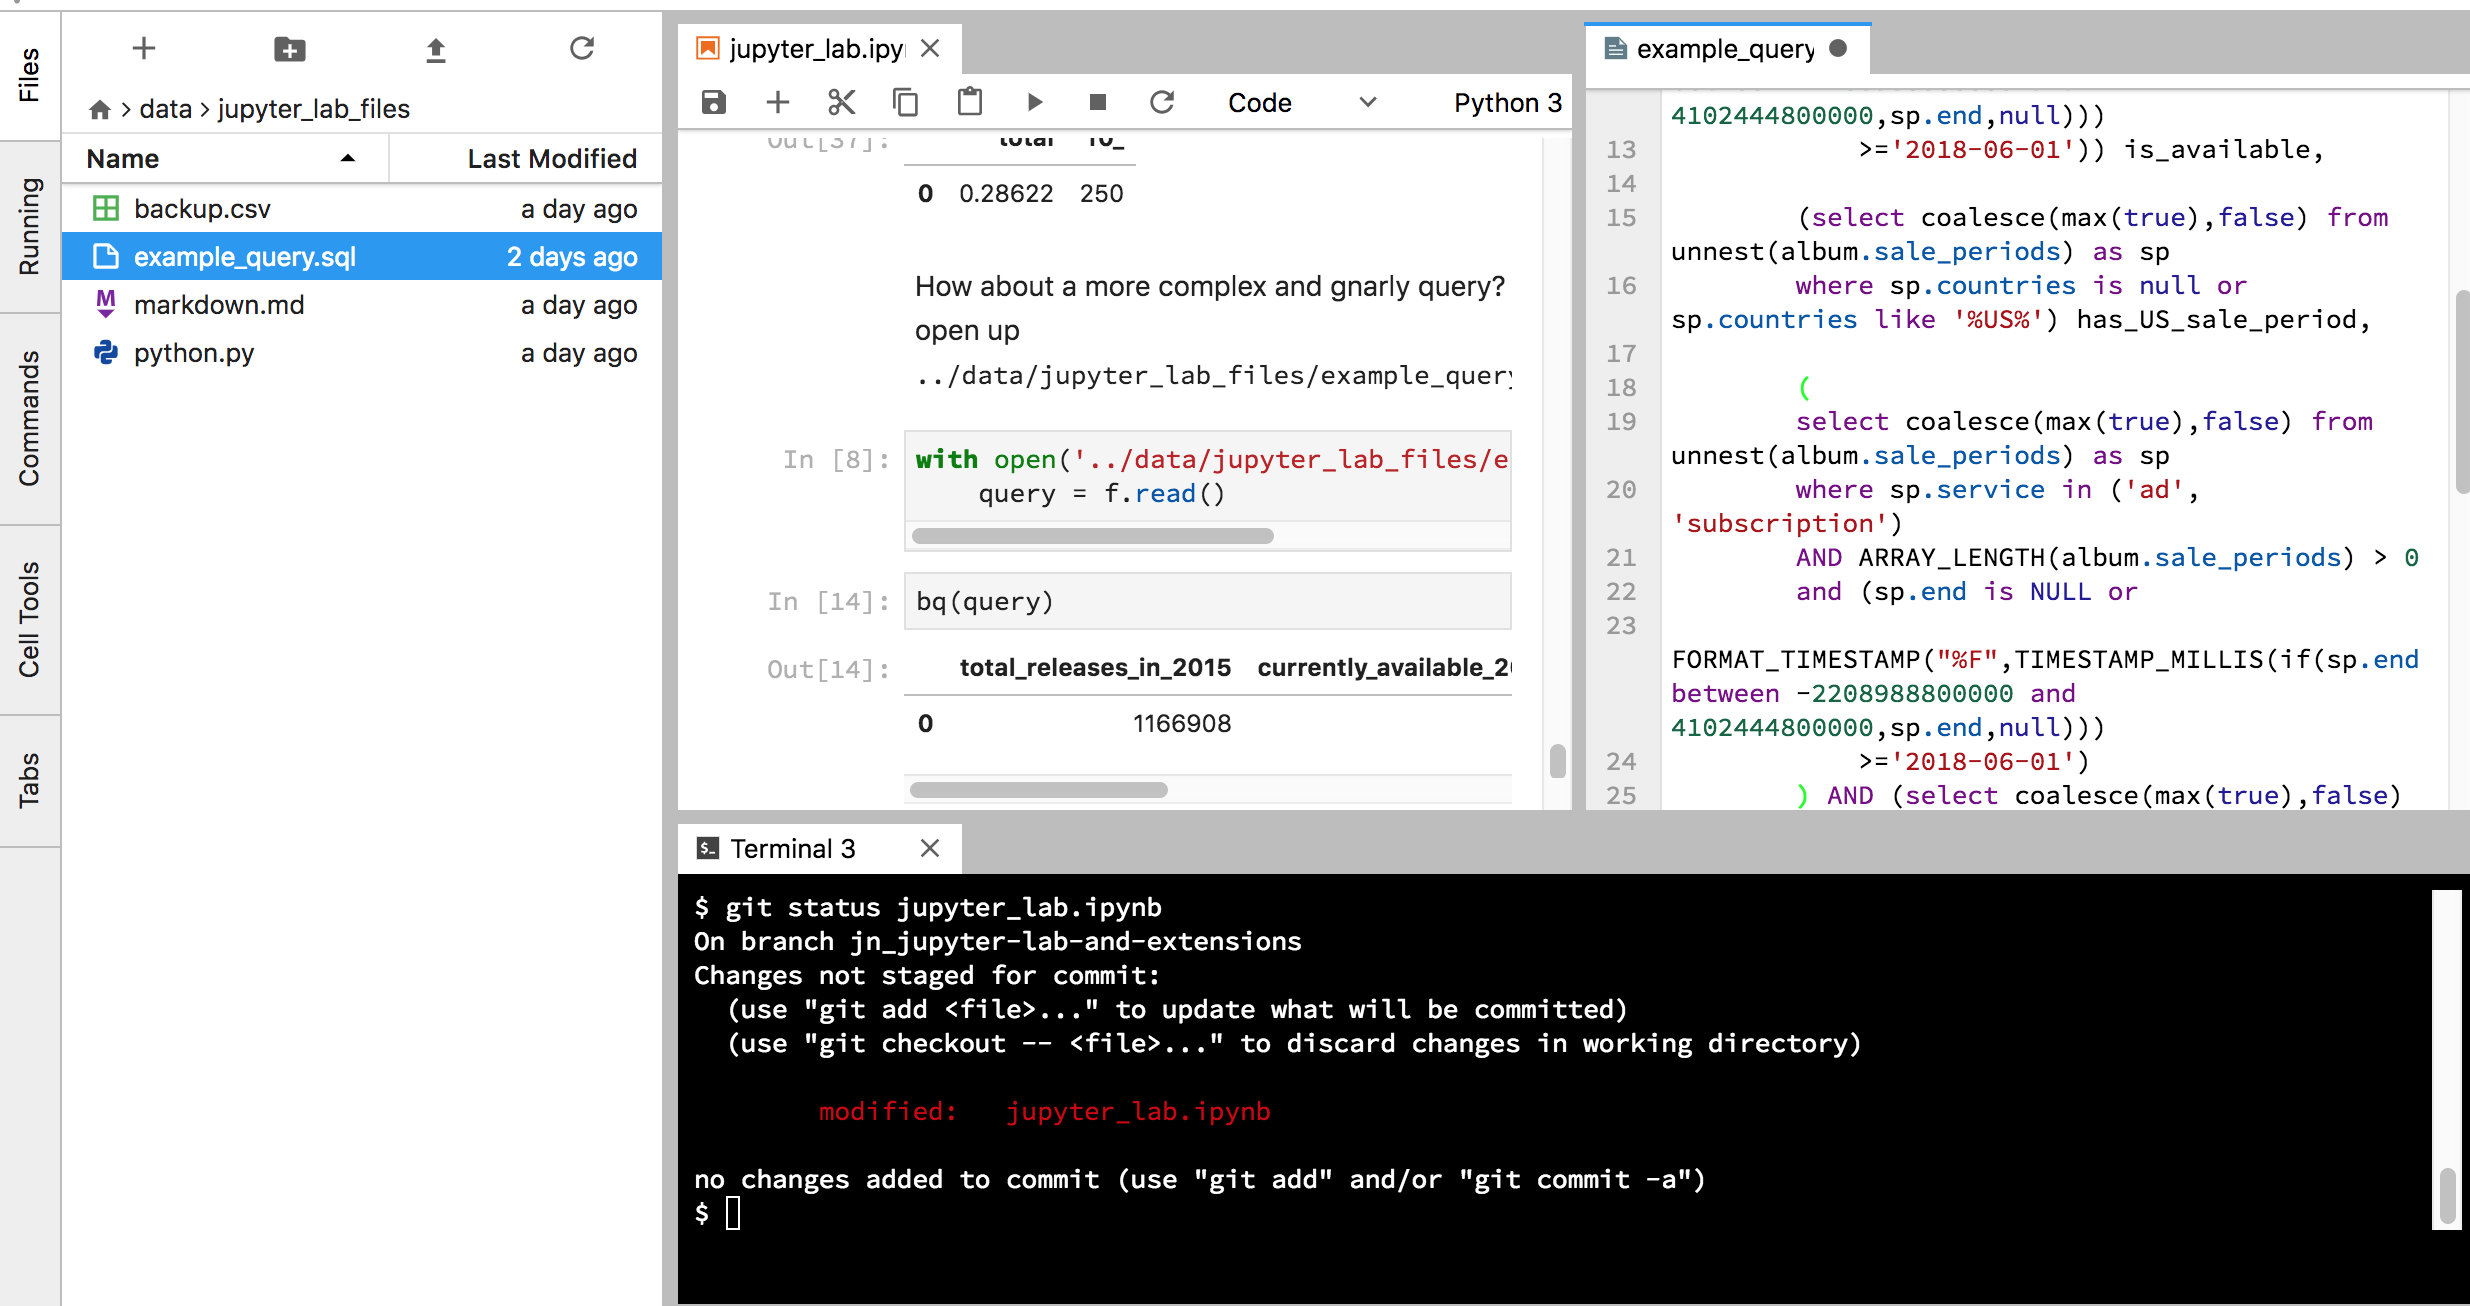 Files
Running
Commands
Cell Tools
Tabs
> data > jupyter_lab_files
Name Last Modified
backup.csv a day ago
example_query.sql 2 days ago
markdown.md a day ago
python.py a day ago
jupyter_lab.ipy
Code Python 3
Out[37]: total 10_
0 0.28622 250
How about a more complex and gnarly query?
open up
../data/jupyter_lab_files/example_query
In [8]: with open('../data/jupyter_lab_files/e
query = f.read()
In [14]: bq(query)
Out[14]: total_releases_in_2015 currently_available_2
0 1166908
example_query
4102444800000,sp.end,null)))
13 >='2018-06-01')) is_available,
14
15 (select coalesce(max(true),false) from
unnest(album.sale_periods) as sp
16 where sp.countries is null or
sp.countries like '%US%') has_US_sale_period,
17
18 (
19 select coalesce(max(true),false) from
unnest(album.sale_periods) as sp
20 where sp.service in ('ad',
'subscription')
21 AND ARRAY_LENGTH(album.sale_periods) > 0
22 and (sp.end is NULL or
23
FORMAT_TIMESTAMP("%F",TIMESTAMP_MILLIS(if(sp.end
between -2208988800000 and
4102444800000,sp.end,null)))
24 >='2018-06-01')
25 ) AND (select coalesce(max(true),false)
$_ Terminal 3
$ git status jupyter_lab.ipynb
On branch jn_jupyter-lab-and-extensions
Changes not staged for commit:
(use "git add <file>..." to update what will be committed)
(use "git checkout -- <file>..." to discard changes in working directory)
modified: jupyter_lab.ipynb
no changes added to commit (use "git add" and/or "git commit -a")
$